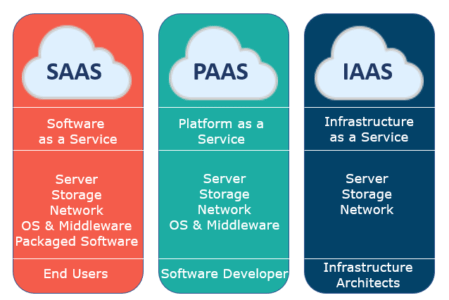 SAAS
Software
as a Service
Server
Storage
Network
OS & Middleware
Packaged Software
End Users
PAAS
Platform as a
Service
Server
Storage
Network
OS & Middleware
Software Developer
IAAS
Infrastructure
as a Service
Server
Storage
Network
Infrastructure
Architects